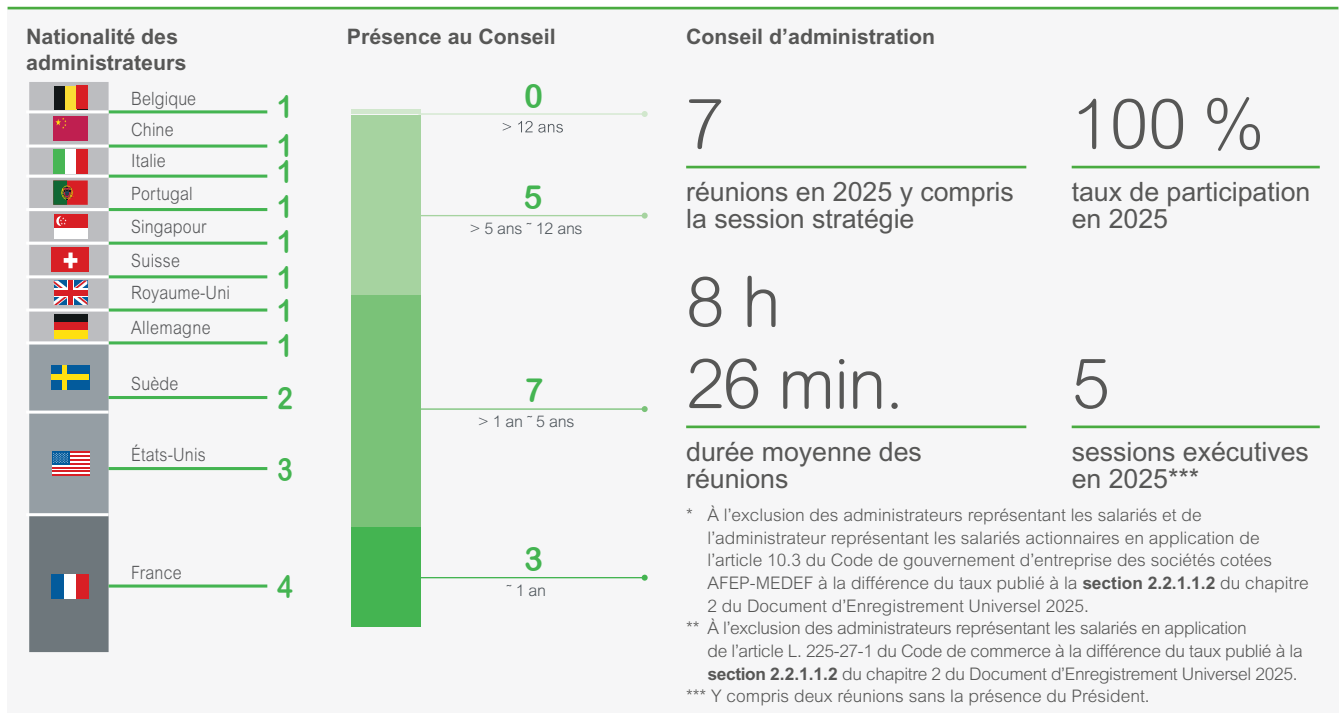 Nationalité des
administrateurs
Belgique
1
Chine
1
Italie
1
Portugal
1
Singapour
1
Suisse
1
Royaume-Uni
1
Allemagne
1
Suède
2
États-Unis
3
France
4
Présence au Conseil
0
> 12 ans
5
> 5 ans ‾ 12 ans
7
> 1 an ‾ 5 ans
3
‾ 1 an
Conseil d’administration
7
réunions en 2025 y compris
la session stratégie
100 %
taux de participation
en 2025
8 h
26 min.
durée moyenne des
réunions
5
sessions exécutives
en 2025***
* À l’exclusion des administrateurs représentant les salariés et de
l’administrateur représentant les salariés actionnaires en application de
l’article 10.3 du Code de gouvernement d’entreprise des sociétés cotées
AFEP-MEDEF à la différence du taux publié à la section 2.2.1.1.2 du chapitre
2 du Document d’Enregistrement Universel 2025.
** À l’exclusion des administrateurs représentant les salariés en application
de l’article L. 225-27-1 du Code de commerce à la différence du taux publié à la
section 2.2.1.1.2 du chapitre 2 du Document d’Enregistrement Universel 2025.
*** Y compris deux réunions sans la présence du Président.